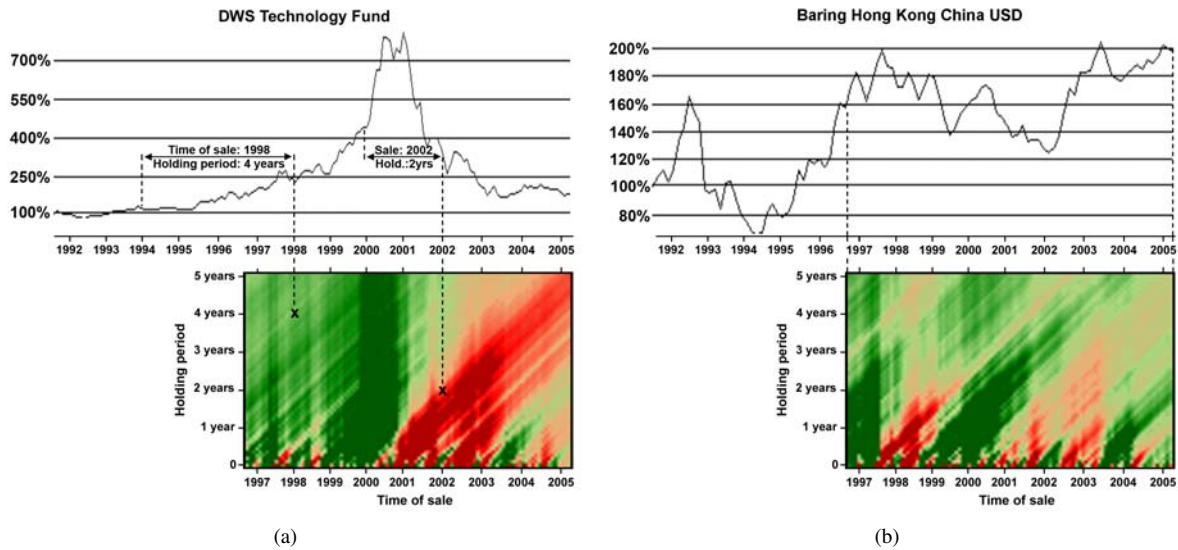 DWS Technology Fund
700%
550%
400%
250%
100%
Time of sale: 1998
Holding period: 4 years
Sale: 2002
Hold.:2yrs
1992 1993 1994 1995 1996 1997 1998 1999 2000 2001 2002 2003 2004 2005
Holding period
5 years
4 years
3 years
2 years
1 year
0
X
X
1997 1998 1999 2000 2001 2002 2003 2004 2005
Time of sale
(a)
Baring Hong Kong China USD
200%
180%
160%
140%
120%
100%
80%
1992 1993 1994 1995 1996 1997 1998 1999 2000 2001 2002 2003 2004 2005
Holding period
5 years
4 years
3 years
2 years
1 year
0
1997 1998 1999 2000 2001 2002 2003 2004 2005
Time of sale
(b)